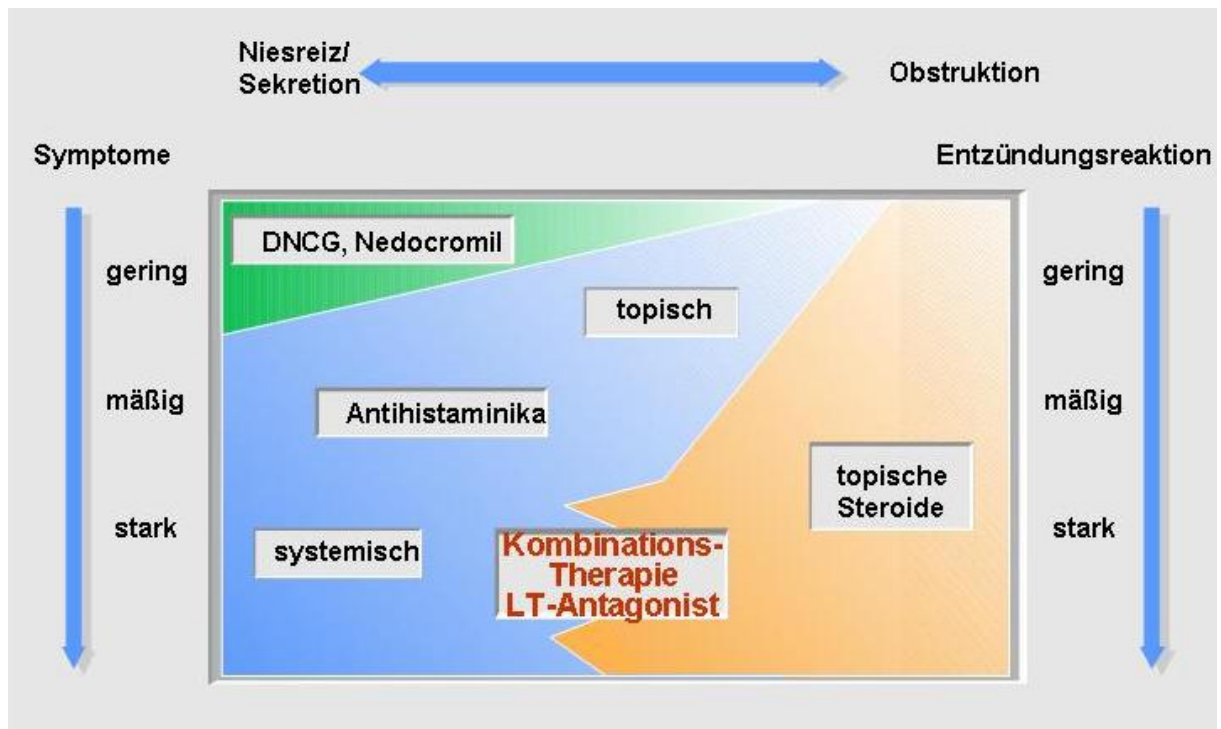 Niesreiz/
Sekretion
Obstruktion
Symptome
Entzündungsreaktion
DNCG, Nedocromil
gering
gering
topisch
mäßig
Antihistaminika
mäßig
topische
Steroide
stark
systemisch
Kombinations-
Therapie
LT-Antagonist
stark